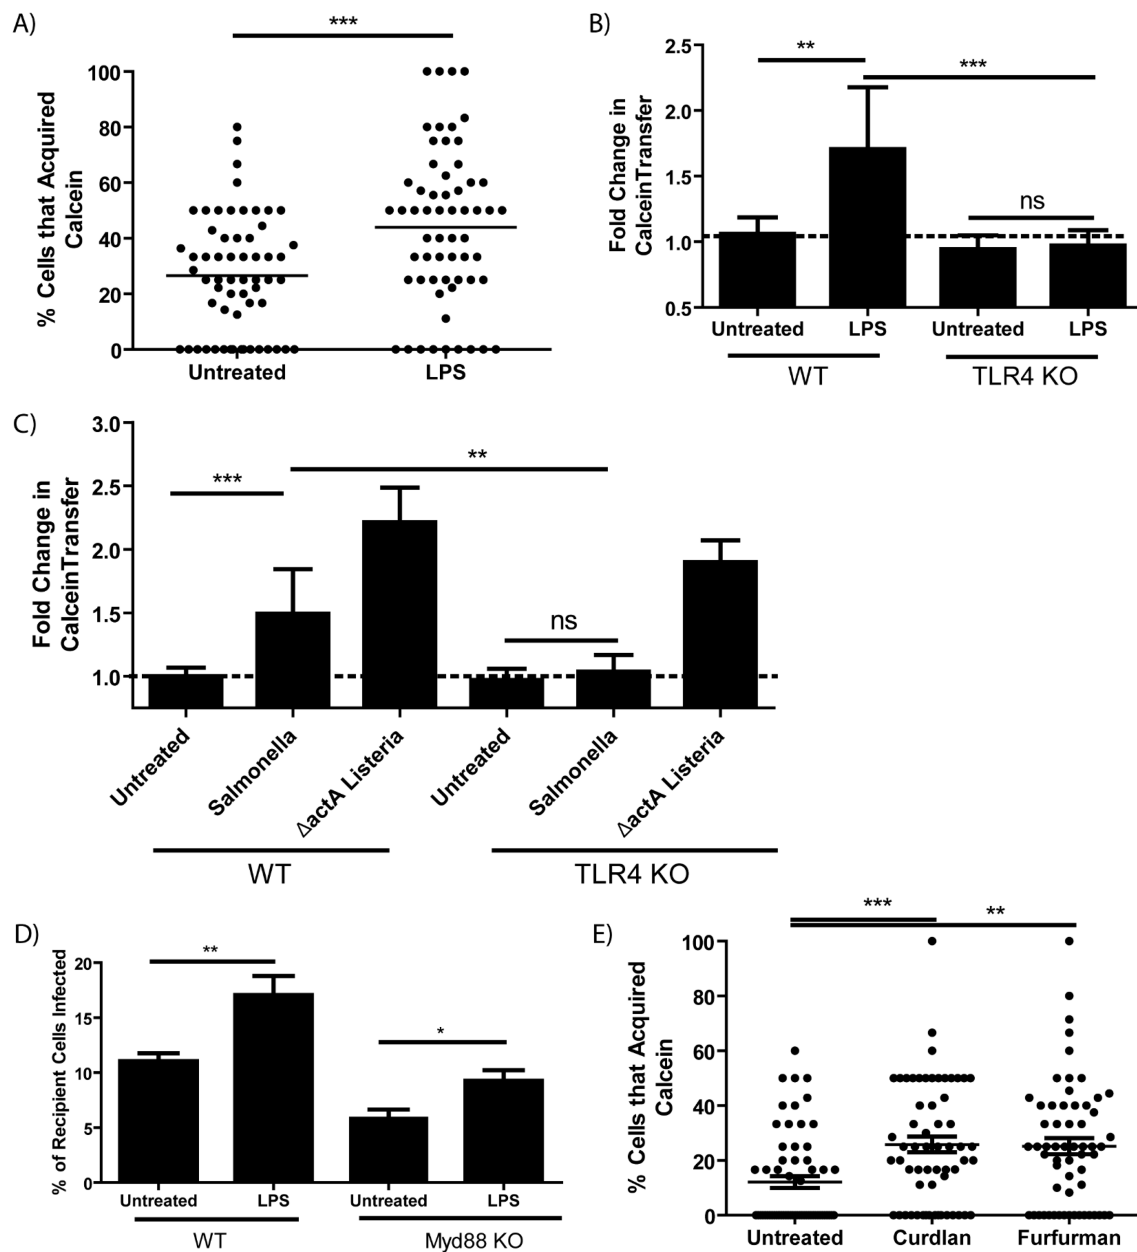 A)
***
% Cells that Acquired
Calcein
100
80
60
40
20
0
Untreated
LPS
B)
**
***
ns
Fold Change in
CalceinTransfer
2.5
2.0
1.5
1.0
0.5
Untreated
LPS
Untreated
LPS
WT
TLR4 KO
C)
***
**
ns
Fold Change in
CalceinTransfer
3.0
2.5
2.0
1.5
1.0
Untreated
Salmonella
ΔactA Listeria
Untreated
Salmonella
ΔactA Listeria
WT
TLR4 KO
D)
**
*
% of Recipient Cells Infected
20
15
10
5
0
Untreated
LPS
Untreated
LPS
WT
Myd88 KO
E)
***
**
% Cells that Acquired
Calcein
100
80
60
40
20
0
Untreated
Curdlan
Furfurman